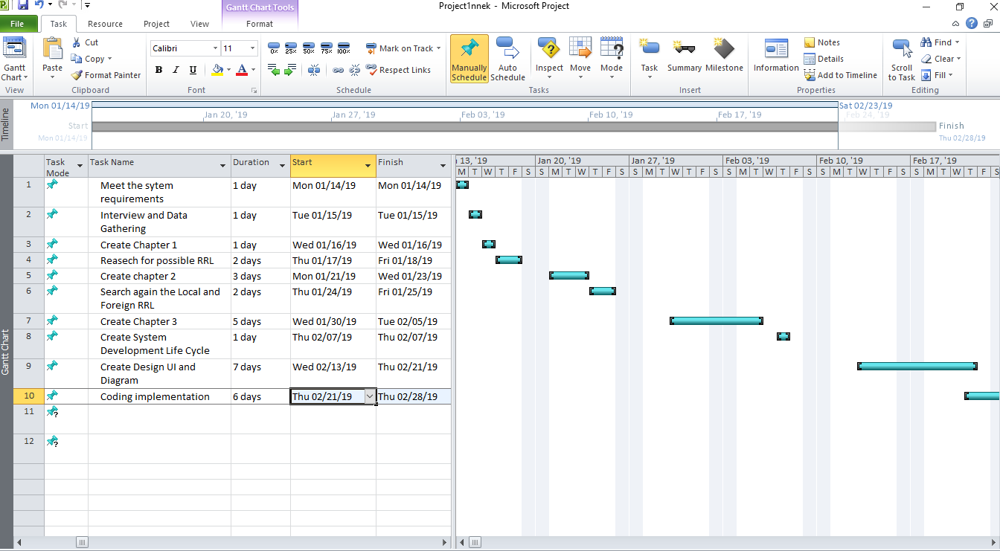 Project1nnek - Microsoft Project
Gantt Chart Tools
File Task Resource Project View Format
Gantt Chart
View
Paste
Cut
Copy
Format Painter
Clipboard
Calibri 11
B I U A
Font
0% 25% 50% 75% 100%
Mark on Track
Respect Links
Schedule
Manually Schedule
Auto Schedule
Inspect Move Mode
Tasks
Task Summary Milestone
Insert
Information
Notes
Details
Add to Timeline
Properties
Scroll to Task
Find
Clear
Fill
Editing
Timeline
Mon 01/14/19 Sat 02/23/19
Jan 20, '19 Jan 27, '19 Feb 03, '19 Feb 10, '19 Feb 17, '19 Feb 24, '19
Start
Mon 01/14/19
Finish
Thu 02/28/19
Gantt Chart
Task Mode Task Name Duration Start Finish
13, '19 Jan 20, '19 Jan 27, '19 Feb 03, '19 Feb 10, '19 Feb 17, '19
M T W T F S S M T W T F S S M T W T F S S M T W T F S S M T W T F S S M T W T F S
1 Meet the sytem requirements 1 day Mon 01/14/19 Mon 01/14/19
2 Interview and Data Gathering 1 day Tue 01/15/19 Tue 01/15/19
3 Create Chapter 1 1 day Wed 01/16/19 Wed 01/16/19
4 Reasech for possible RRL 2 days Thu 01/17/19 Fri 01/18/19
5 Create chapter 2 3 days Mon 01/21/19 Wed 01/23/19
6 Search again the Local and Foreign RRL 2 days Thu 01/24/19 Fri 01/25/19
7 Create Chapter 3 5 days Wed 01/30/19 Tue 02/05/19
8 Create System Development Life Cycle 1 day Thu 02/07/19 Thu 02/07/19
9 Create Design UI and Diagram 7 days Wed 02/13/19 Thu 02/21/19
10 Coding implementation 6 days Thu 02/21/19 Thu 02/28/19
11
12